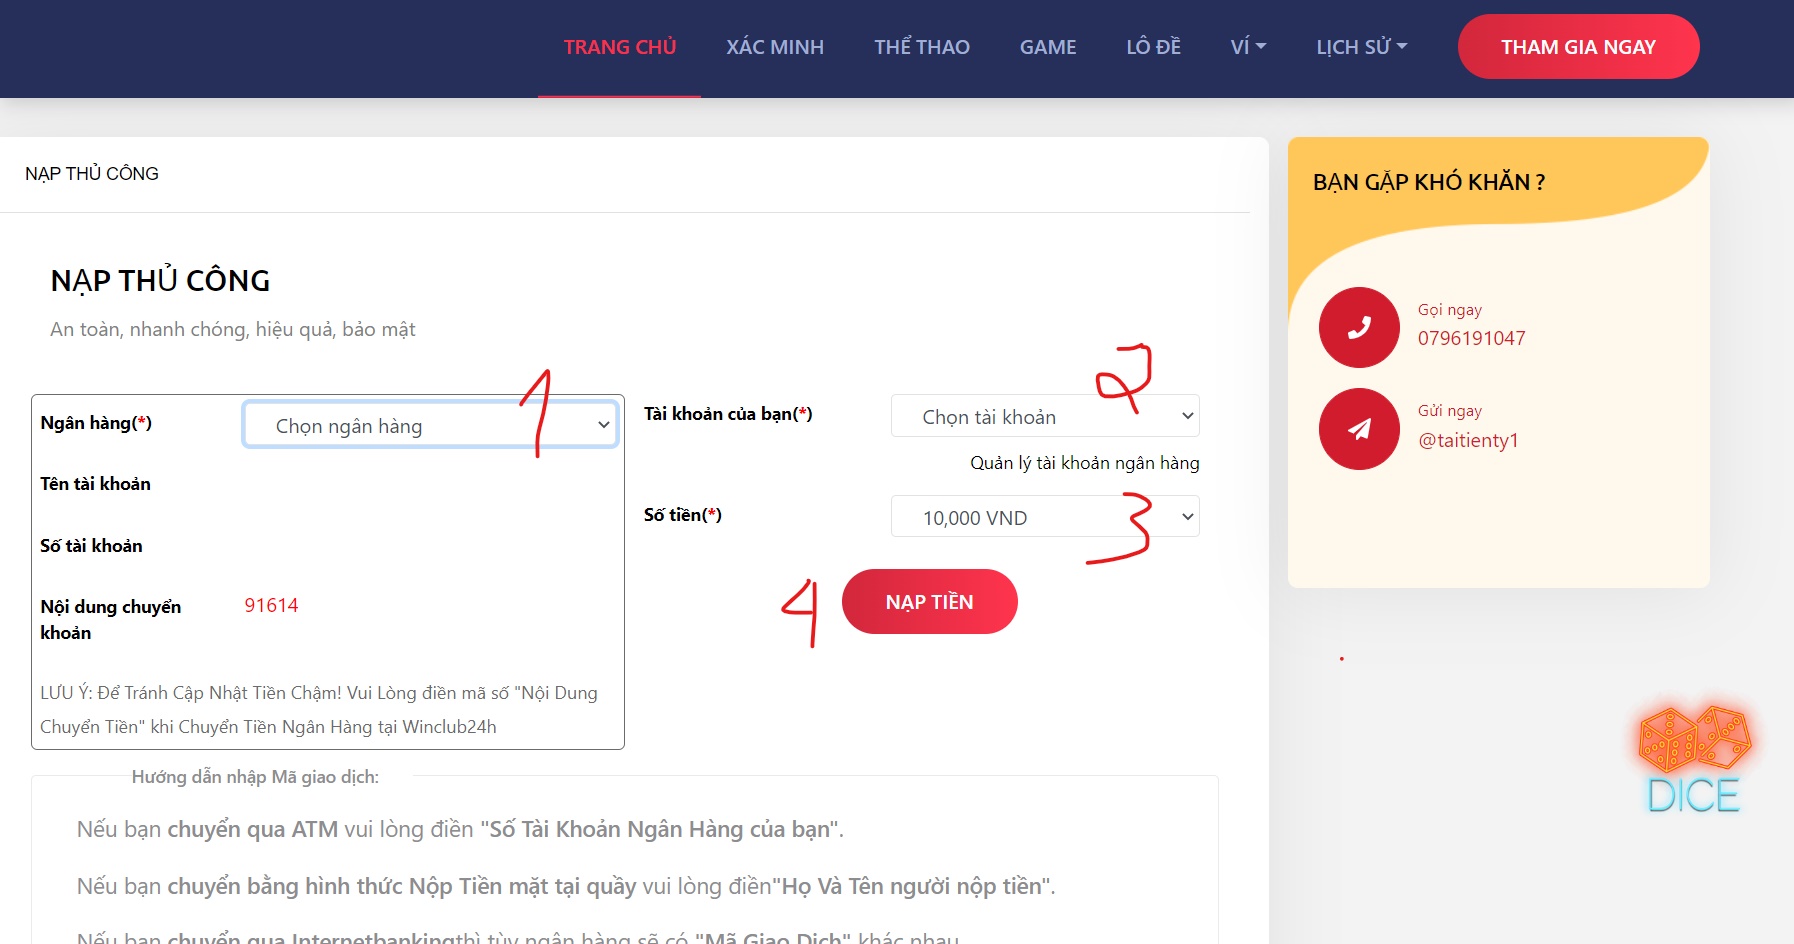 TRANG CHỦ XÁC MINH THỂ THAO GAME LÔ ĐỀ VÍ LỊCH SỬ THAM GIA NGAY
NẠP THỦ CÔNG
NẠP THỦ CÔNG
An toàn, nhanh chóng, hiệu quả, bảo mật
Ngân hàng(*) Chọn ngân hàng 1
Tên tài khoản
Số tài khoản
Nội dung chuyển khoản 91614
LƯU Ý: Để Tránh Cập Nhật Tiền Chậm! Vui Lòng điền mã số "Nội Dung
Chuyển Tiền" khi Chuyển Tiền Ngân Hàng tại Winclub24h
Tài khoản của bạn(*) Chọn tài khoản 2
Quản lý tài khoản ngân hàng
Số tiền(*) 10,000 VND 3
4 NẠP TIỀN
Hướng dẫn nhập Mã giao dịch:
Nếu bạn chuyển qua ATM vui lòng điền "Số Tài Khoản Ngân Hàng của bạn".
Nếu bạn chuyển bằng hình thức Nộp Tiền mặt tại quầy vui lòng điền"Họ Và Tên người nộp tiền".
Nếu bạn chuyển qua Internetbankingthì tùy ngân hàng sẽ có "Mã Giao Dịch" khác nhau
BẠN GẶP KHÓ KHĂN ?
Gọi ngay
0796191047
Gửi ngay
@taitienty1
DICE